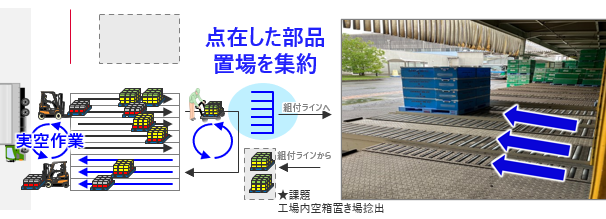 点在した部品
置場を集約
実空作業
組付ラインへ
組付ラインから
★課題
工場内空箱置き場捻出